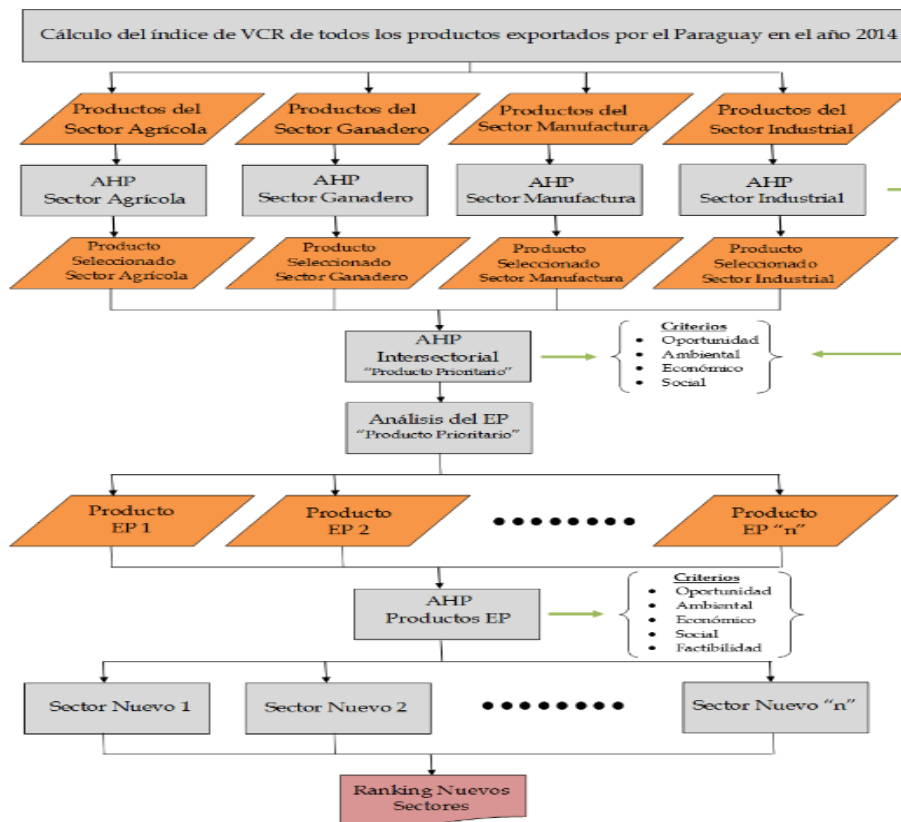 Cálculo del índice de VCR de todos los productos exportados por el Paraguay en el año 2014
Productos del
Sector Agrícola
Productos del
Sector Ganadero
Productos del
Sector Manufactura
Productos del
Sector Industrial
AHP
Sector Agrícola
AHP
Sector Ganadero
AHP
Sector Manufactura
AHP
Sector Industrial
Producto
Seleccionado
Sector Agrícola
Producto
Seleccionado
Sector Ganadero
Producto
Seleccionado
Sector Manufactura
Producto
Seleccionado
Sector Industrial
AHP
Intersectorial
“Producto Prioritario”
Criterios
• Oportunidad
• Ambiental
• Económico
• Social
Análisis del EP
“Producto Prioritario”
Producto
EP 1
Producto
EP 2
Producto
EP “n”
AHP
Productos EP
Criterios
• Oportunidad
• Ambiental
• Económico
• Social
• Factibilidad
Sector Nuevo 1
Sector Nuevo 2
Sector Nuevo “n”
Ranking Nuevos
Sectores